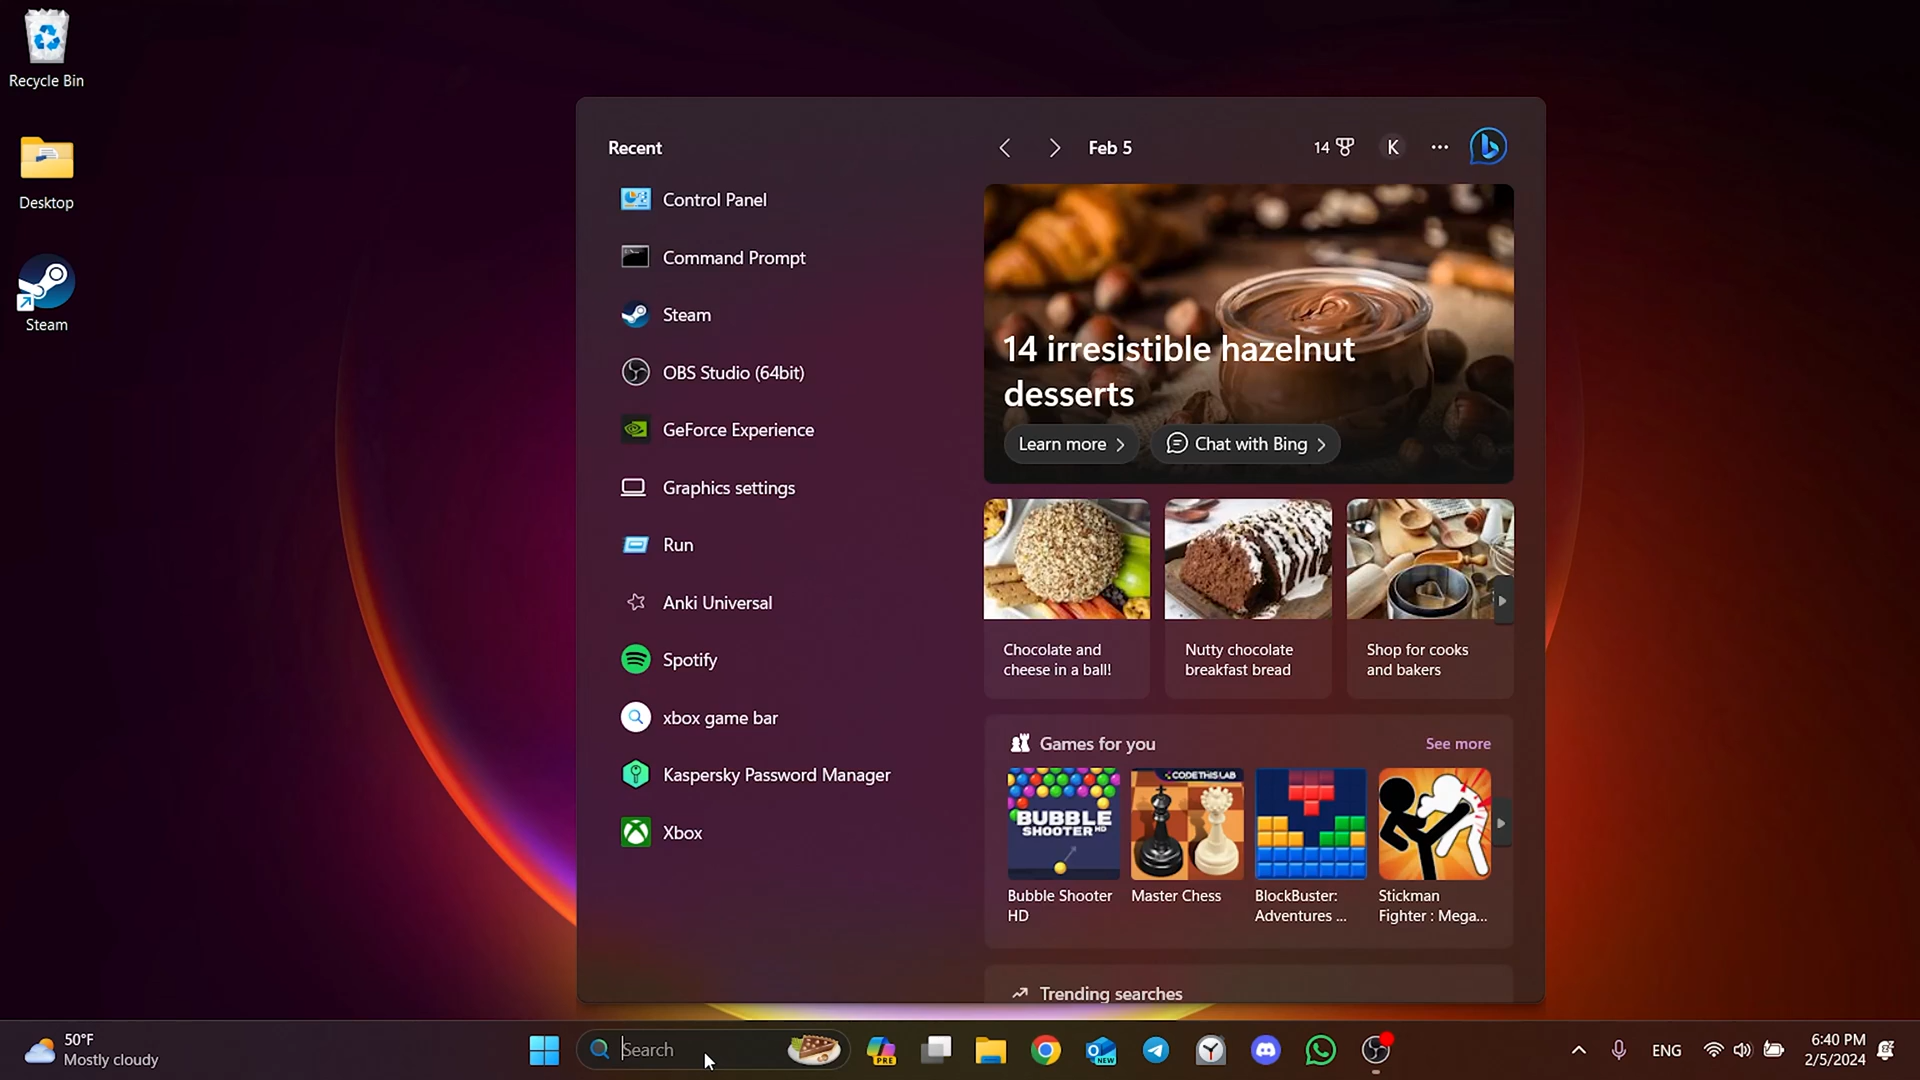 Recycle Bin
Desktop
Steam
Recent
Control Panel
Command Prompt
Steam
OBS Studio (64bit)
GeForce Experience
Graphics settings
Run
Anki Universal
Spotify
xbox game bar
Kaspersky Password Manager
Xbox
Feb 5
14
K
14 irresistible hazelnut
desserts
Learn more
Chat with Bing
Chocolate and
cheese in a ball!
Nutty chocolate
breakfast bread
Shop for cooks
and bakers
Games for you
See more
CODETHISLAB
BUBBLE
SHOOTER HD
Bubble Shooter
HD
Master Chess
BlockBuster:
Adventures ...
Stickman
Fighter : Mega...
Trending searches
50°F
Mostly cloudy
Search
PRE
NEW
ENG
6:40 PM
2/5/2024